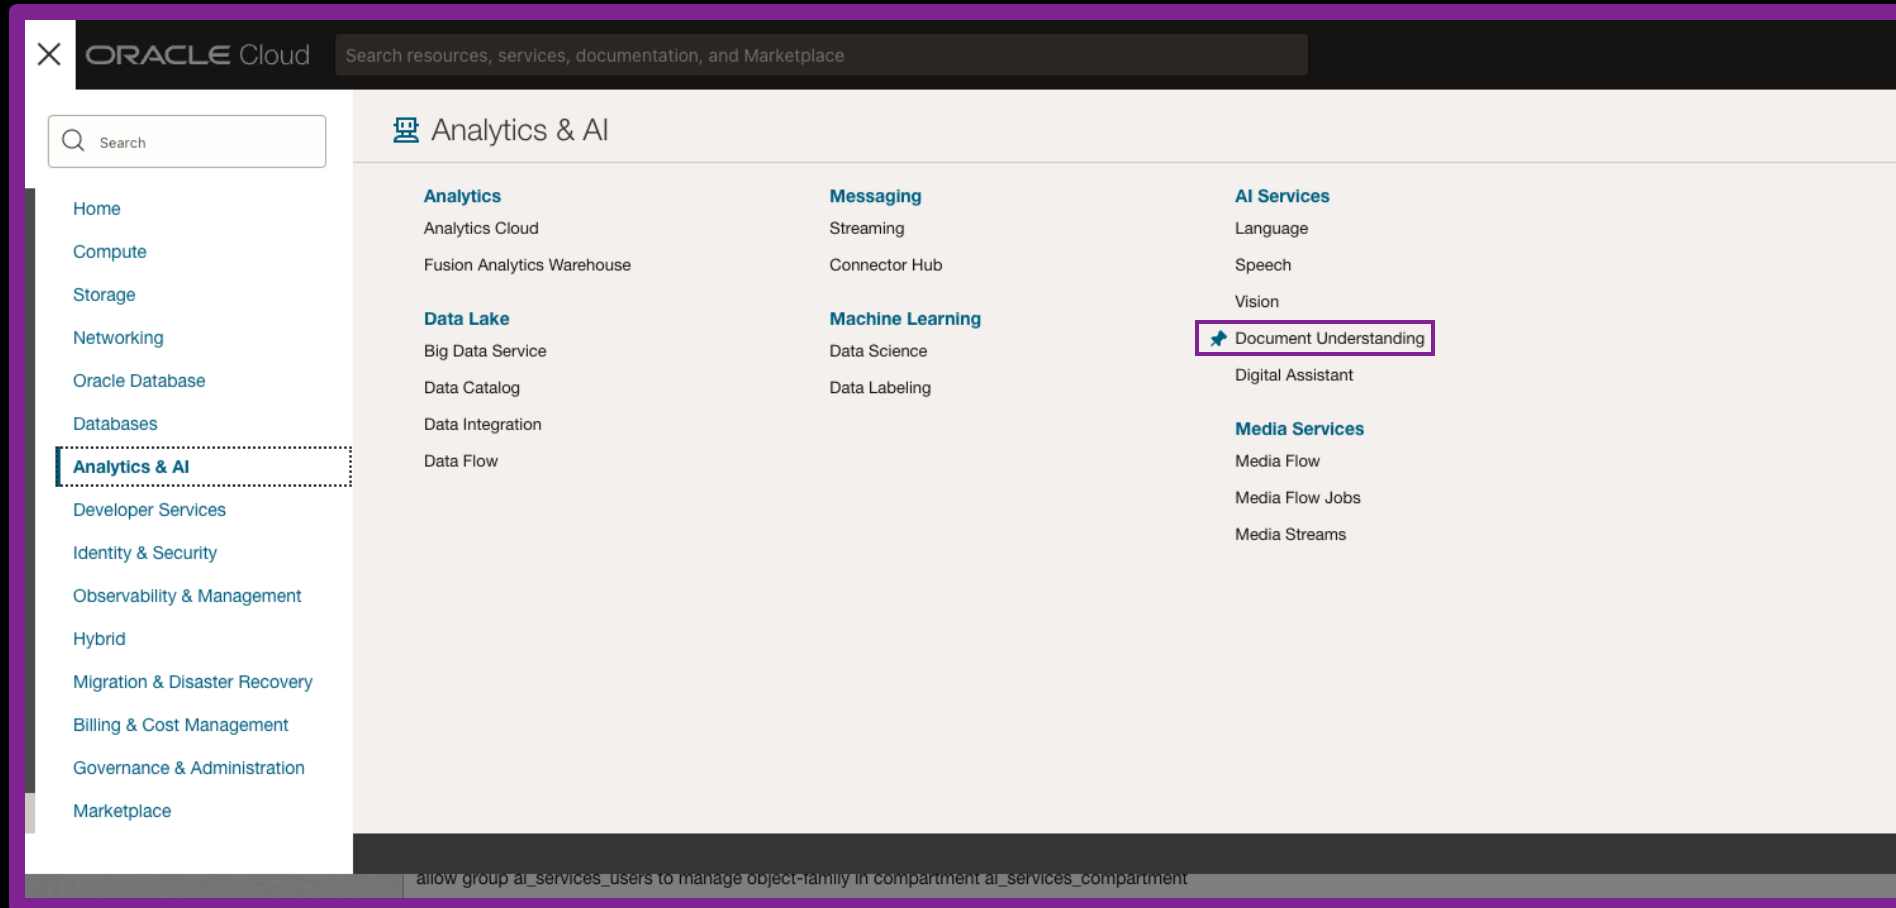 ORACLE Cloud
Search resources, services, documentation, and Marketplace
Search
Home
Compute
Storage
Networking
Oracle Database
Databases
Analytics & AI
Developer Services
Identity & Security
Observability & Management
Hybrid
Migration & Disaster Recovery
Billing & Cost Management
Governance & Administration
Marketplace
Analytics & AI
Analytics
Analytics Cloud
Fusion Analytics Warehouse
Data Lake
Big Data Service
Data Catalog
Data Integration
Data Flow
Messaging
Streaming
Connector Hub
Machine Learning
Data Science
Data Labeling
AI Services
Language
Speech
Vision
Document Understanding
Digital Assistant
Media Services
Media Flow
Media Flow Jobs
Media Streams
allow group ai_services_users to manage object-family in compartment ai_services_compartment